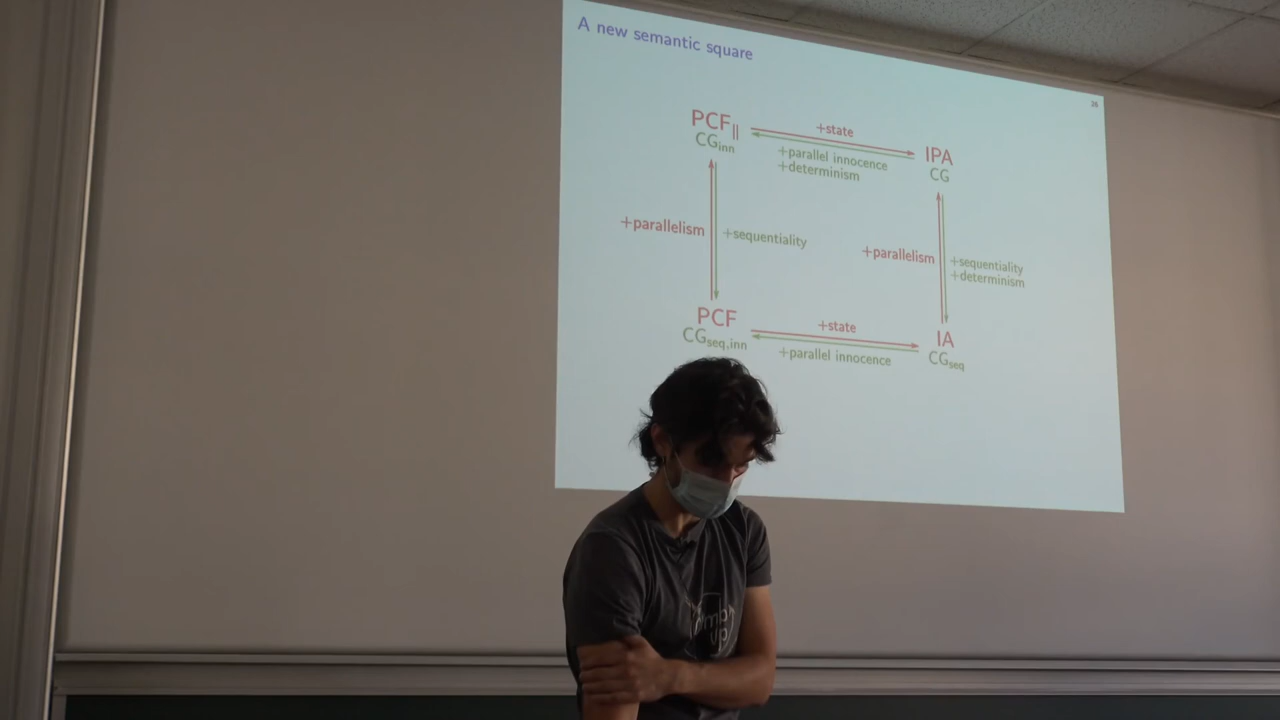 A new semantic square
26
PCF||
CGinn
+state
+parallel innocence
+determinism
IPA
CG
+parallelism
+sequentiality
+parallelism
+sequentiality
+determinism
PCF
CGseq,inn
+state
+parallel innocence
IA
CGseq
up